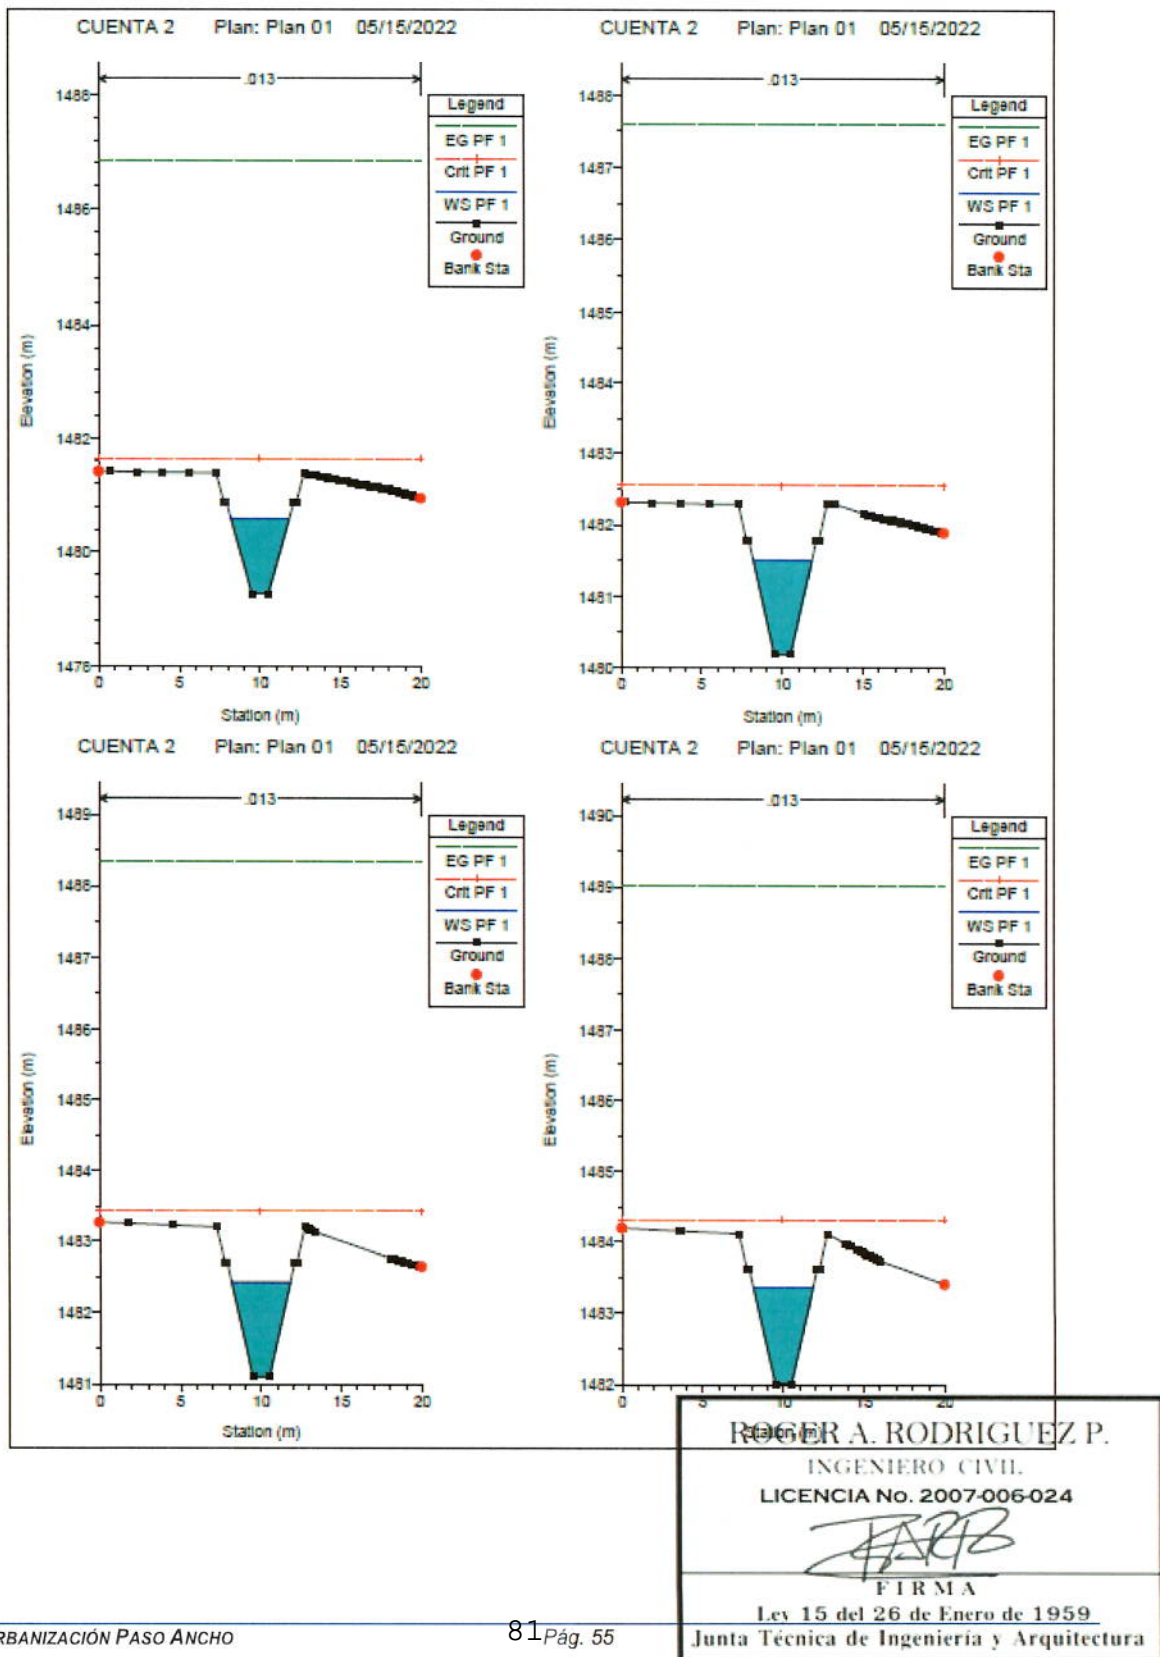 CUENTA 2 Plan: Plan 01 05/15/2022
.013
Legend
EG PF 1
Crit PF 1
WS PF 1
Ground
Bank Sta
1488
1486
1484
1482
1480
1478
Elevation (m)
0 5 10 15 20
Station (m)
CUENTA 2 Plan: Plan 01 05/15/2022
.013
Legend
EG PF 1
Crit PF 1
WS PF 1
Ground
Bank Sta
1488
1487
1486
1485
1484
1483
1482
1481
1480
Elevation (m)
0 5 10 15 20
Station (m)
CUENTA 2 Plan: Plan 01 05/15/2022
.013
Legend
EG PF 1
Crit PF 1
WS PF 1
Ground
Bank Sta
1489
1488
1487
1486
1485
1484
1483
1482
1481
Elevation (m)
0 5 10 15 20
Station (m)
CUENTA 2 Plan: Plan 01 05/15/2022
.013
Legend
EG PF 1
Crit PF 1
WS PF 1
Ground
Bank Sta
1490
1489
1488
1487
1486
1485
1484
1483
1482
Elevation (m)
0 5 10 15 20
Station (m)
ROGER A. RODRIGUEZ P.
INGENIERO CIVIL
LICENCIA No. 2007-006-024
FIRMA
Ley 15 del 26 de Enero de 1959
Junta Técnica de Ingeniería y Arquitectura
RBANIZACIÓN PASO ANCHO 81 Pág. 55